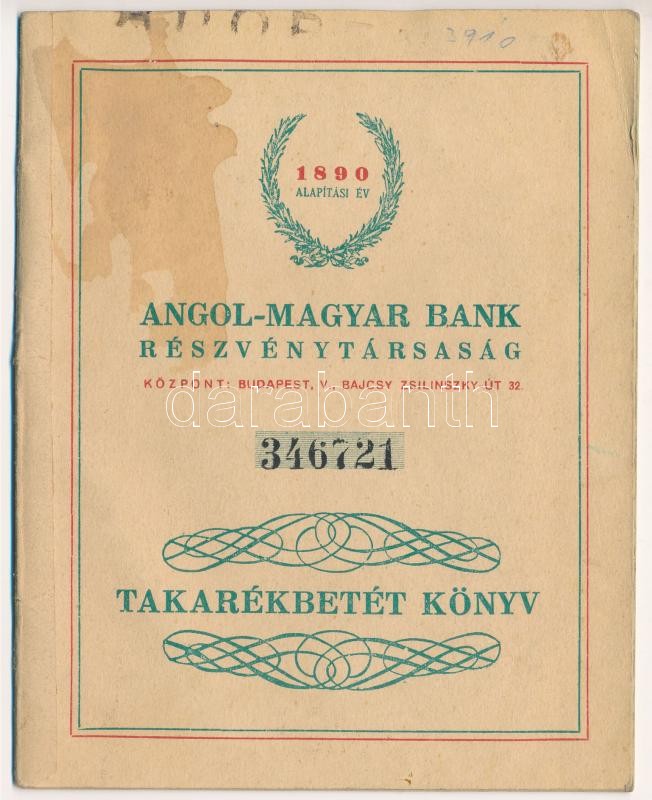 3910
1890
ALAPÍTÁSI ÉV
ANGOL-MAGYAR BANK
RÉSZVÉNYTÁRSASÁG
KÖZPONT: BUDAPEST, V., BAJCSY ZSILINSZKY-ÚT 32.
darabanth
346721
TAKARÉKBETÉT KÖNYV